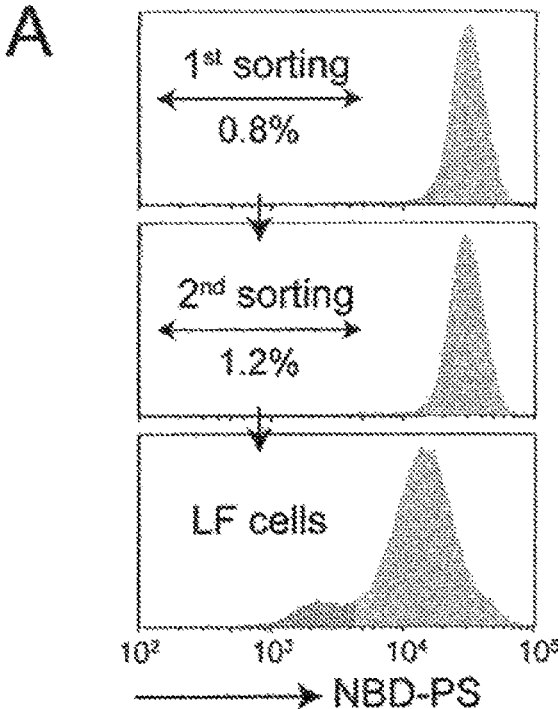 A
1st sorting
0.8%
2nd sorting
1.2%
LF cells
10² 10³ 10⁴ 10⁵
NBD-PS